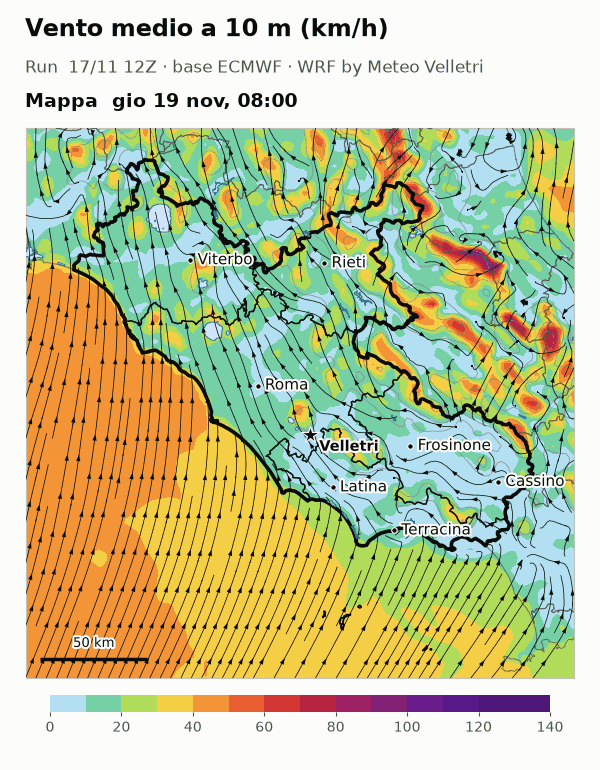 Vento medio a 10 m (km/h)
Run 17/11 12Z · base ECMWF · WRF by Meteo Velletri
Mappa gio 19 nov, 08:00
Viterbo
Rieti
Roma
Velletri
Frosinone
Cassino
Latina
Terracina
50 km
0 20 40 60 80 100 120 140